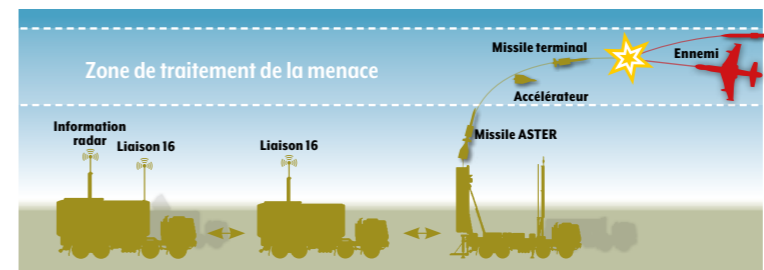 Missile terminal
Ennemi
Zone de traitement de la menace
Accélérateur
Information
radar
Liaison 16
Liaison 16
Missile ASTER